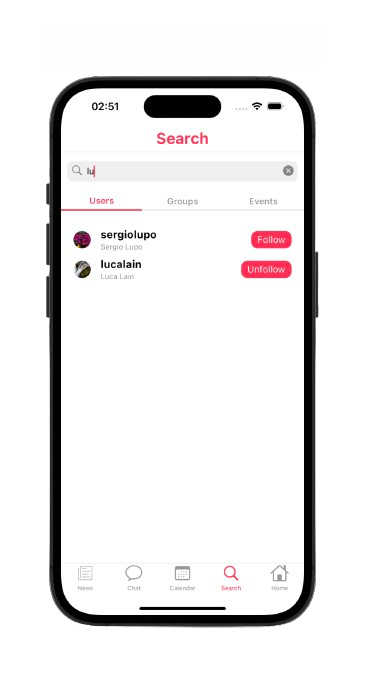 02:51
Search
lu
Users Groups Events
sergiolupo
Sergio Lupo
Follow
lucalain
Luca Lain
Unfollow
News Chat Calendar Search Home